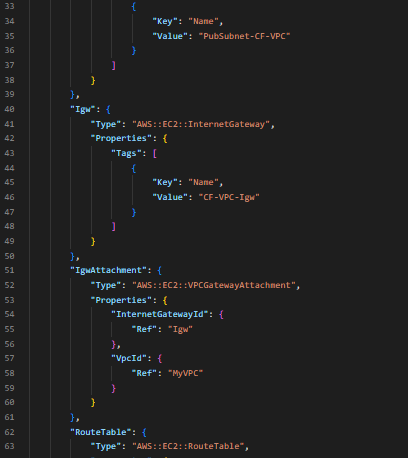 33 {
34 "Key": "Name",
35 "Value": "PubSubnet-CF-VPC"
36 }
37 ]
38 }
39 },
40 "Igw": {
41 "Type": "AWS::EC2::InternetGateway",
42 "Properties": {
43 "Tags": [
44 {
45 "Key": "Name",
46 "Value": "CF-VPC-Igw"
47 }
48 ]
49 }
50 },
51 "IgwAttachment": {
52 "Type": "AWS::EC2::VPCGatewayAttachment",
53 "Properties": {
54 "InternetGatewayId": {
55 "Ref": "Igw"
56 },
57 "VpcId": {
58 "Ref": "MyVPC"
59 }
60 }
61 },
62 "RouteTable": {
63 "Type": "AWS::EC2::RouteTable",